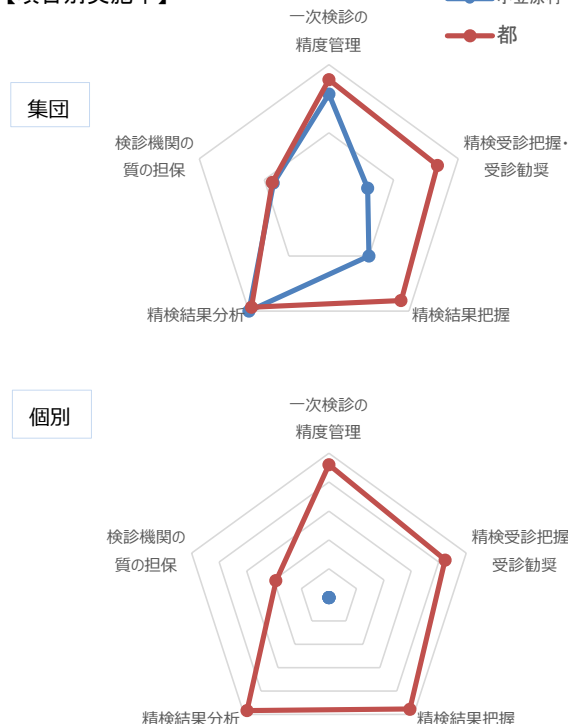 都
集団
一次検診の
精度管理
検診機関の
質の担保
精検受診把握・
受診勧奨
精検結果分析
精検結果把握
個別
一次検診の
精度管理
検診機関の
質の担保
精検受診把握
受診勧奨
精検結果分析
精検結果把握